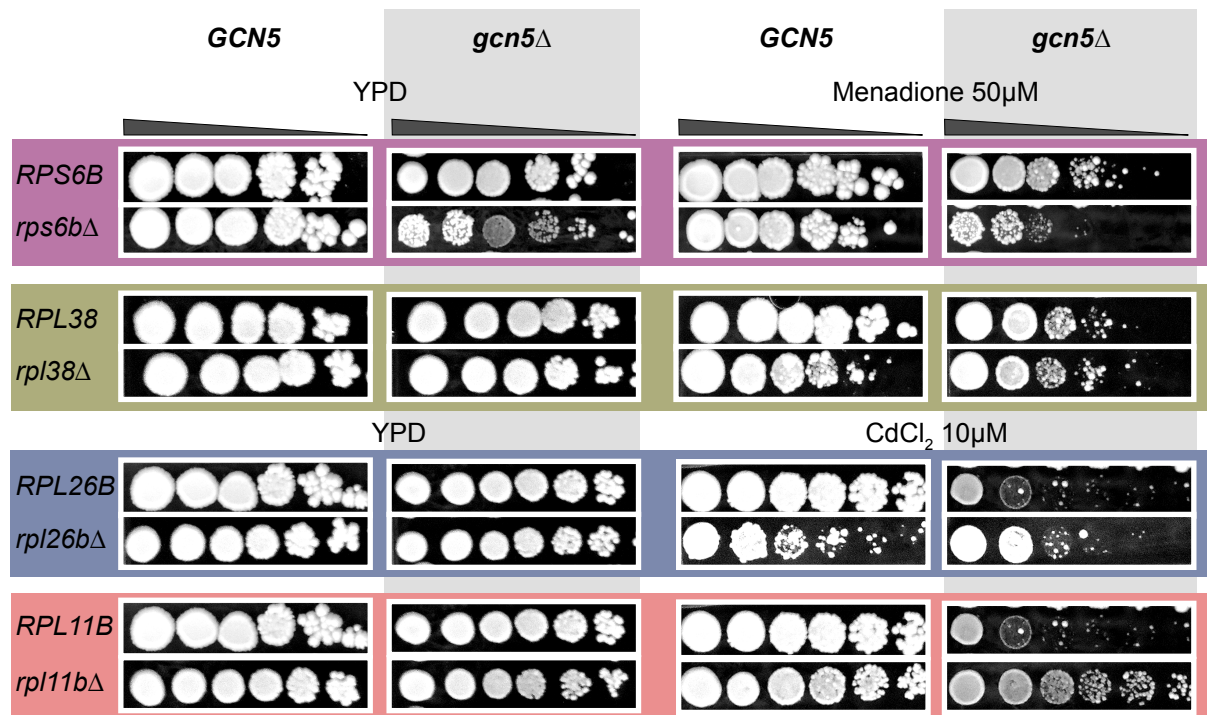 GCN5 gcn5Δ GCN5 gcn5Δ
YPD Menadione 50µM
RPS6B
rps6bΔ
RPL38
rpl38Δ
YPD CdCl₂ 10µM
RPL26B
rpl26bΔ
RPL11B
rpl11bΔ